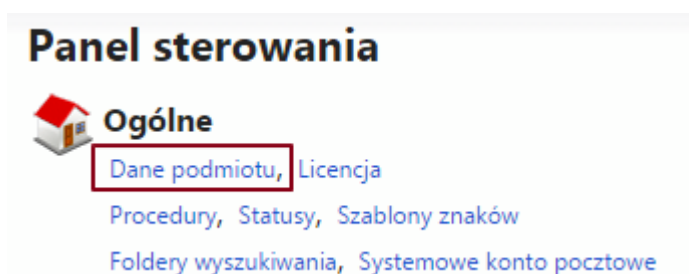 Panel sterowania
Ogólne
Dane podmiotu, Licencja
Procedury, Statusy, Szablony znaków
Foldery wyszukiwania, Systemowe konto pocztowe